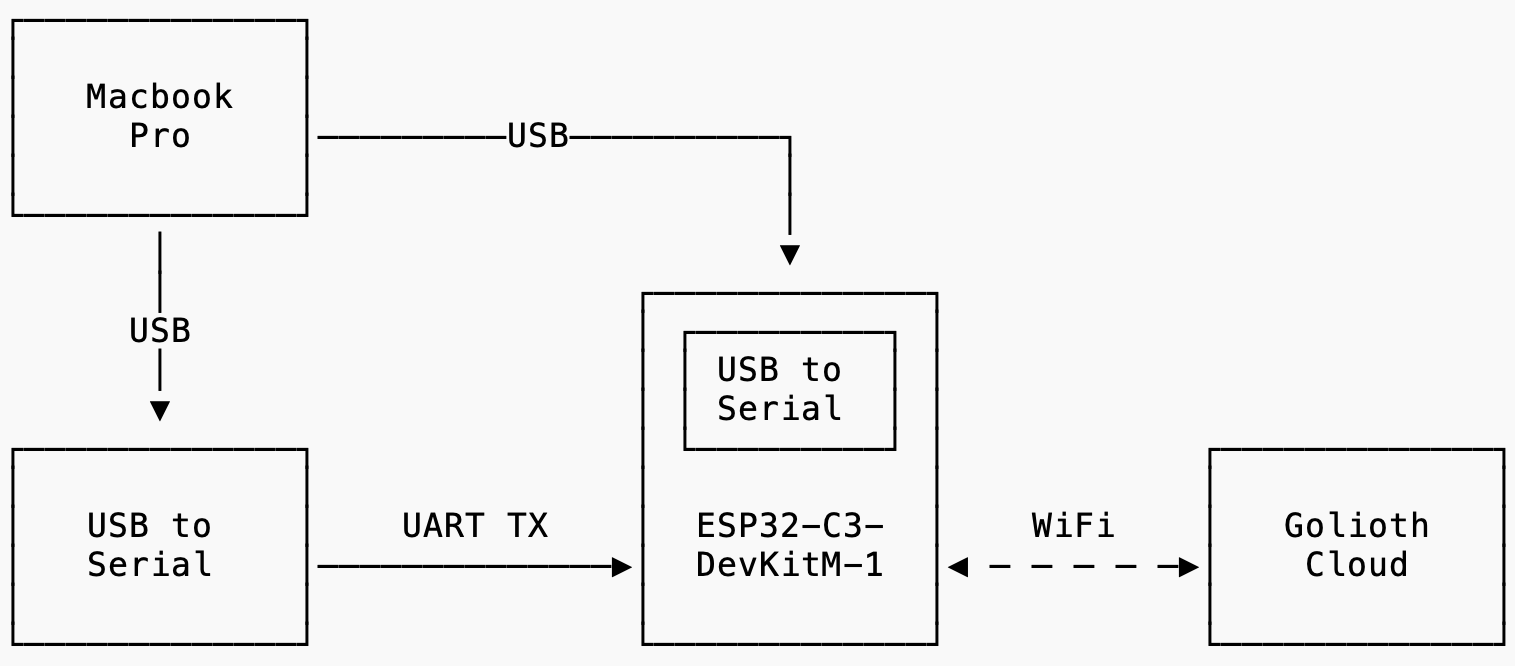 Macbook
Pro
USB
USB
USB to
Serial
USB to
Serial
UART TX
ESP32-C3-
DevKitM-1
WiFi
Golioth
Cloud